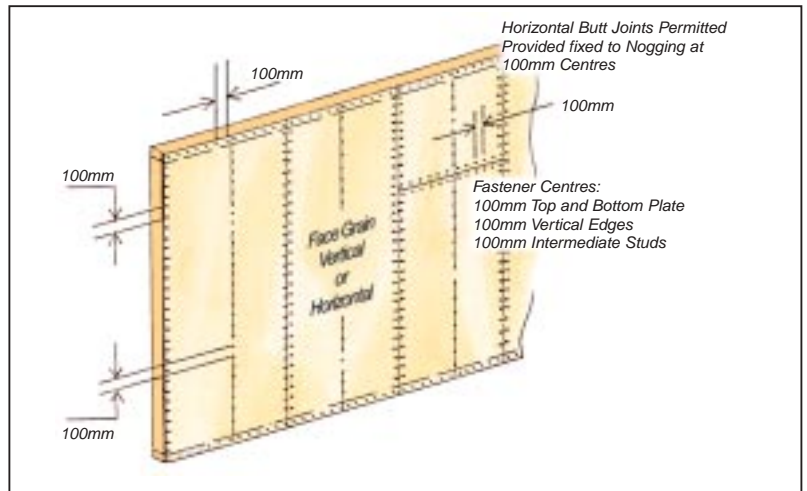 Horizontal Butt Joints Permitted
Provided fixed to Nogging at
100mm Centres
100mm
100mm
100mm
Fastener Centres:
100mm Top and Bottom Plate
100mm Vertical Edges
100mm Intermediate Studs
Face Grain
Vertical
or
Horizontal
100mm